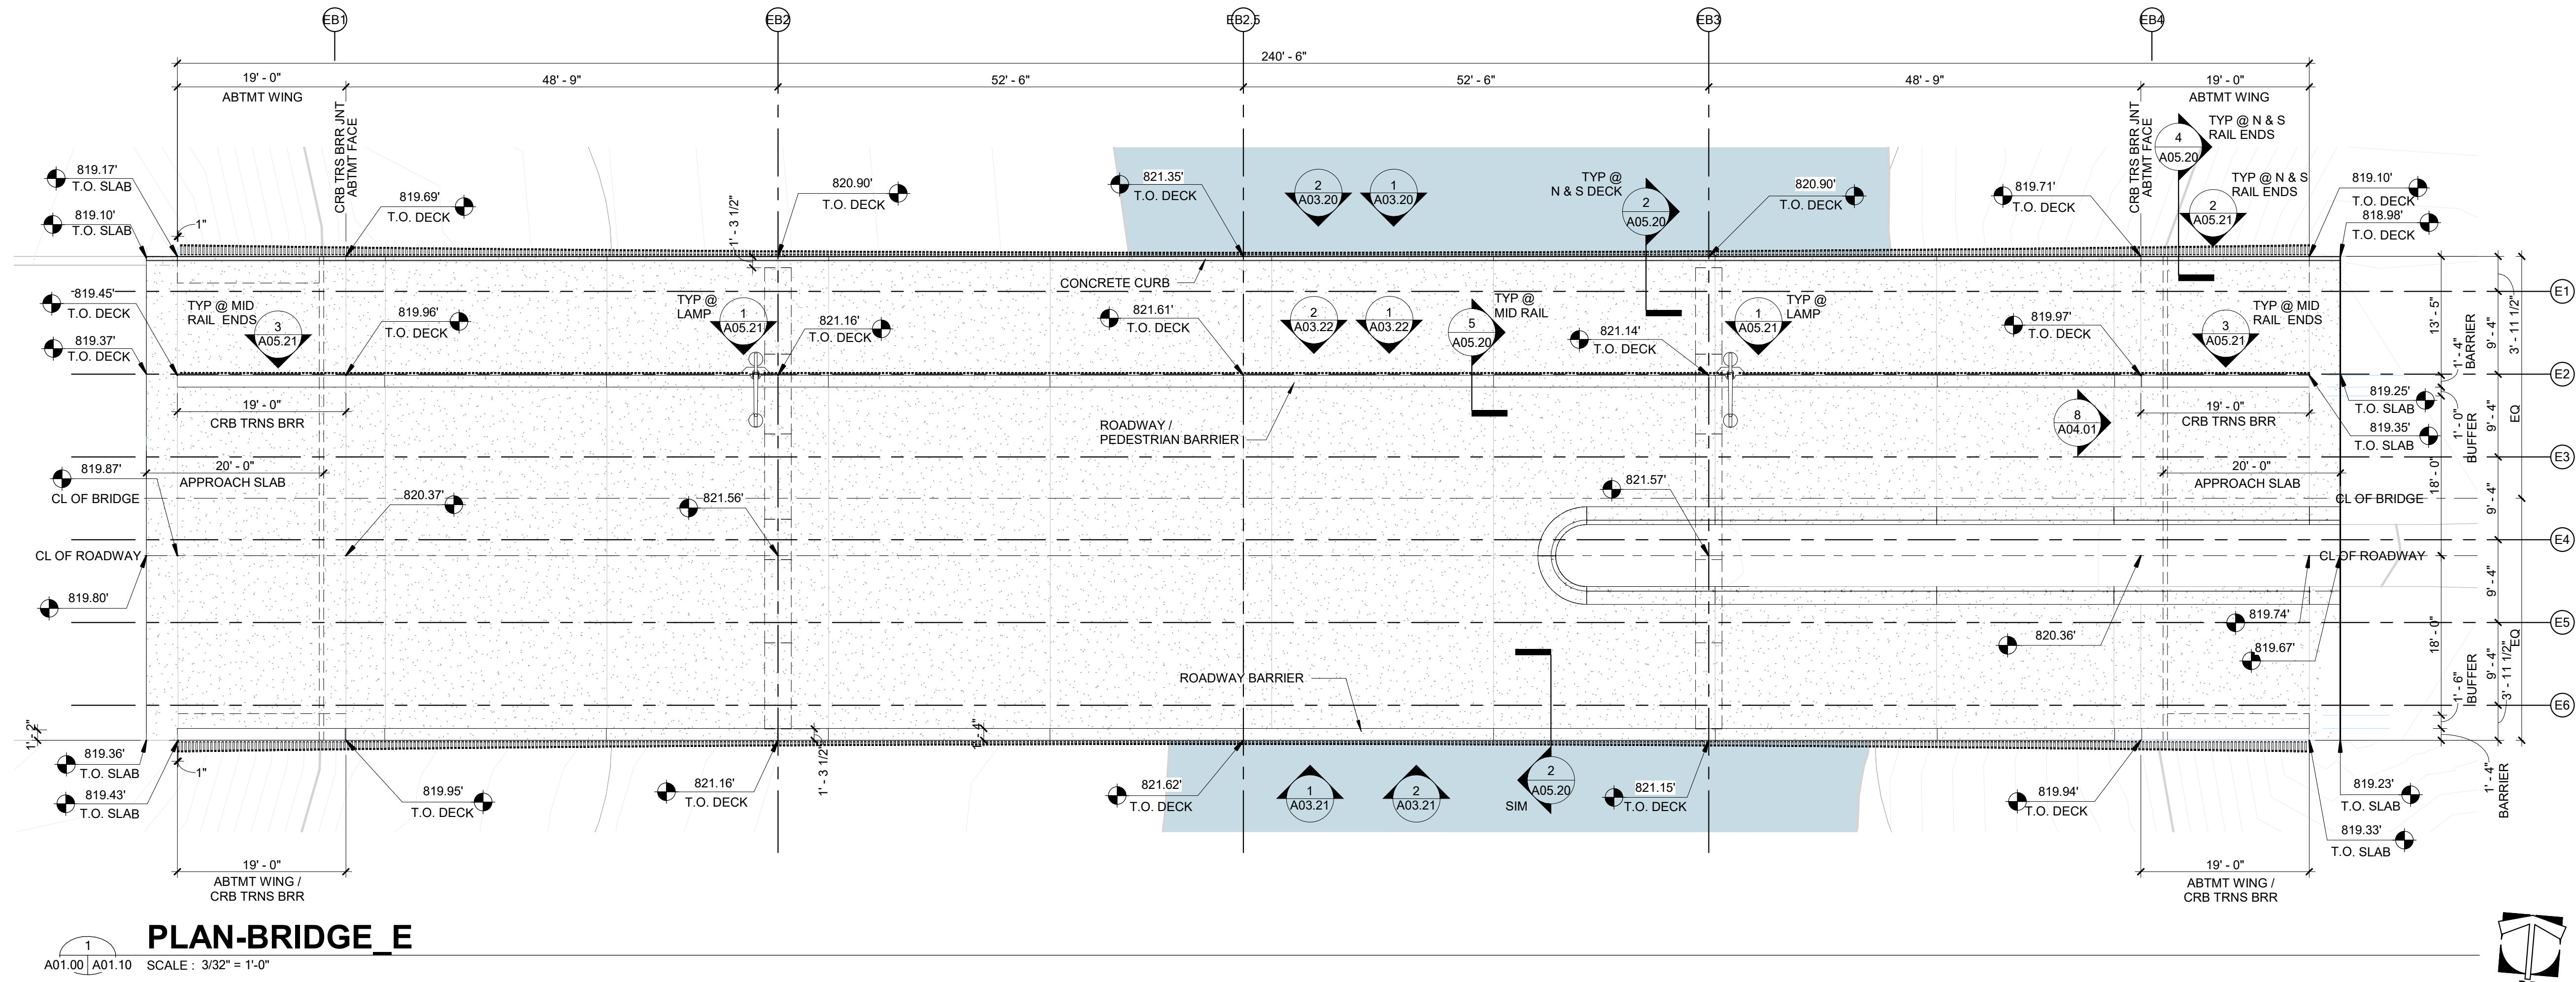 EB1
EB2
EB2.5
EB3
EB4
240' - 6"
19' - 0"
ABTMT WING
48' - 9"
52' - 6"
52' - 6"
48' - 9"
19' - 0"
ABTMT WING
CRB TRNS BRR JNT
ABTMT FACE
CRB TRNS BRR JNT
ABTMT FACE
4
A05.20
TYP @ N & S
RAIL ENDS
819.17'
T.O. SLAB
819.10'
T.O. SLAB
1"
819.69'
T.O. DECK
1' - 3 1/2"
820.90'
T.O. DECK
821.35'
T.O. DECK
2
A03.20
1
A03.20
TYP @
N & S DECK
2
A05.20
820.90'
T.O. DECK
819.71'
T.O. DECK
TYP @ N & S
RAIL ENDS
2
A05.21
819.10'
T.O. DECK
818.98'
T.O. DECK
CONCRETE CURB
819.45'
T.O. DECK
819.37'
T.O. DECK
TYP @ MID
RAIL ENDS
3
A05.21
819.96'
T.O. DECK
TYP @
LAMP
1
A05.21
821.16'
T.O. DECK
821.61'
T.O. DECK
2
A03.22
1
A03.22
5
A05.20
TYP @
MID RAIL
821.14'
T.O. DECK
1
A05.21
TYP @
LAMP
819.97'
T.O. DECK
3
A05.21
TYP @ MID
RAIL ENDS
E1
E2
E3
E4
E5
E6
13' - 5"
1' - 4"
BARRIER
1' - 0"
BUFFER
18' - 0"
18' - 0"
1' - 6"
BUFFER
1' - 4"
BARRIER
9' - 4"
9' - 4"
9' - 4"
9' - 4"
9' - 4"
3' - 11 1/2"
3' - 11 1/2"
EQ
EQ
19' - 0"
CRB TRNS BRR
ROADWAY /
PEDESTRIAN BARRIER
8
A04.01
19' - 0"
CRB TRNS BRR
819.25'
T.O. SLAB
819.35'
T.O. SLAB
819.87'
CL OF BRIDGE
20' - 0"
APPROACH SLAB
820.37'
821.56'
821.57'
20' - 0"
APPROACH SLAB
CL OF BRIDGE
CL OF ROADWAY
CL OF ROADWAY
819.80'
820.36'
819.74'
819.67'
ROADWAY BARRIER
1' - 2"
819.36'
T.O. SLAB
819.43'
T.O. SLAB
1"
819.95'
T.O. DECK
821.16'
T.O. DECK
1' - 3 1/2"
1' - 4"
821.62'
T.O. DECK
1
A03.21
2
A03.21
SIM
2
A05.20
821.15'
T.O. DECK
819.94'
T.O. DECK
819.23'
T.O. SLAB
819.33'
T.O. SLAB
19' - 0"
ABTMT WING /
CRB TRNS BRR
19' - 0"
ABTMT WING /
CRB TRNS BRR
1
A01.00 A01.10
PLAN-BRIDGE_E
SCALE : 3/32" = 1'-0"